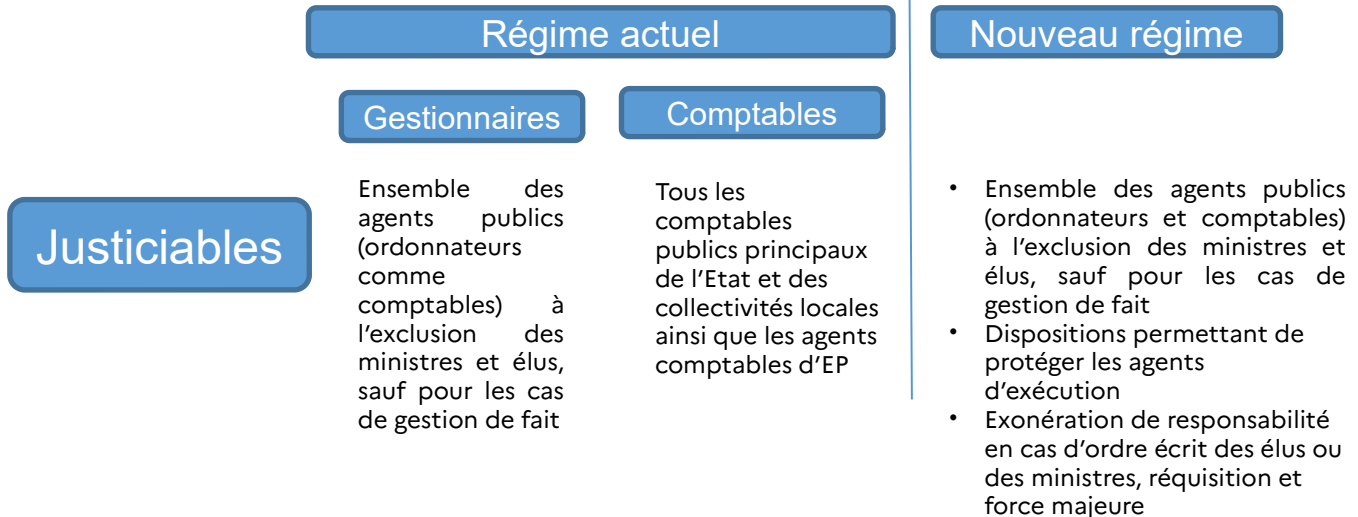 Régime actuel
Nouveau régime
Gestionnaires
Comptables
Justiciables
Ensemble des
agents publics
(ordonnateurs
comme
comptables) à
l’exclusion des
ministres et élus,
sauf pour les cas
de gestion de fait
Tous les
comptables
publics principaux
de l’Etat et des
collectivités locales
ainsi que les agents
comptables d’EP
• Ensemble des agents publics
(ordonnateurs et comptables)
à l’exclusion des ministres et
élus, sauf pour les cas de
gestion de fait
• Dispositions permettant de
protéger les agents
d’exécution
• Exonération de responsabilité
en cas d’ordre écrit des élus ou
des ministres, réquisition et
force majeure